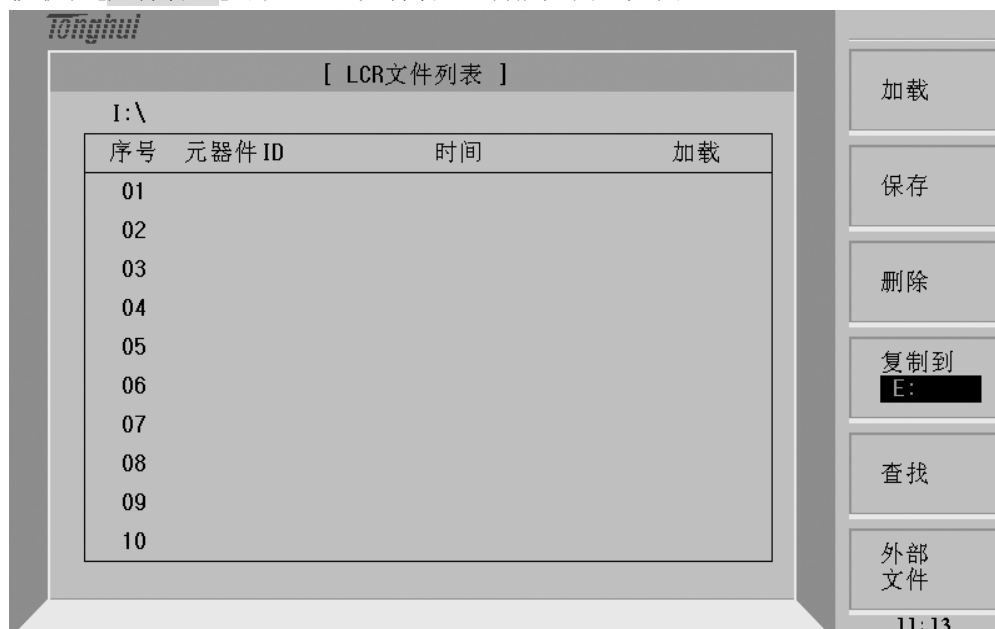 Tonghui
[ LCR文件列表 ]
I:\
序号 元器件ID 时间 加载
01
02
03
04
05
06
07
08
09
10
加载
保存
删除
复制到
E:
查找
外部
文件
11:13